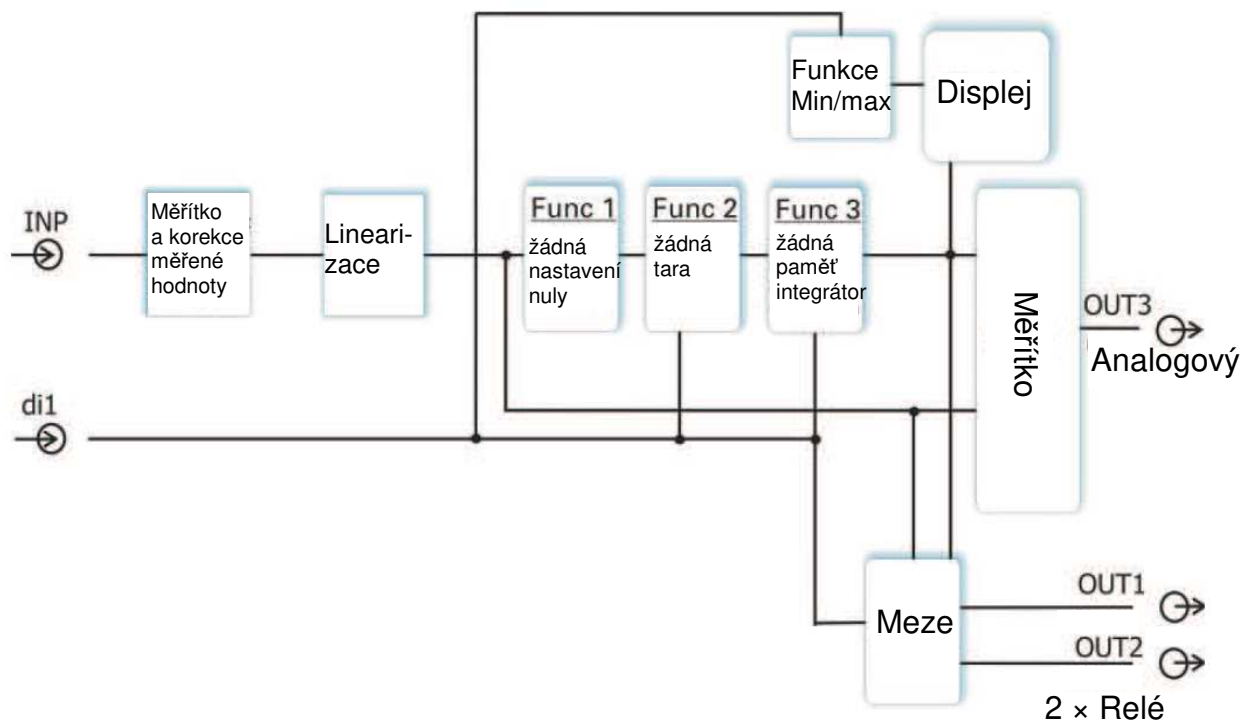 Funkce
Min/max
Displej
INP
Měřítko
a korekce
měřené
hodnoty
Lineari-
zace
Func 1
žádná
nastavení
nuly
Func 2
žádná
tara
Func 3
žádná
paměť
integrátor
Měřítko
OUT3
Analogový
di1
Meze
OUT1
OUT2
2 × Relé